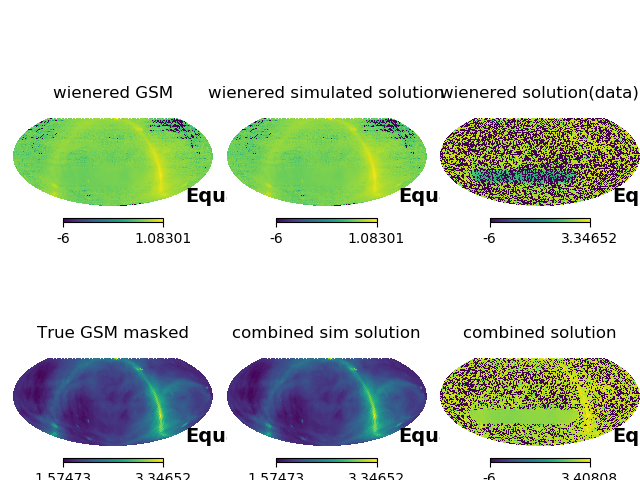 wienered GSM
wienered simulated solution
wienered solution(data)
Equ
Equ
Eq
-6
1.08301
-6
1.08301
-6
3.34652
True GSM masked
combined sim solution
combined solution
Equ
Equ
Eq
1.57473
3.34652
1.57473
3.34652
-6
3.40808